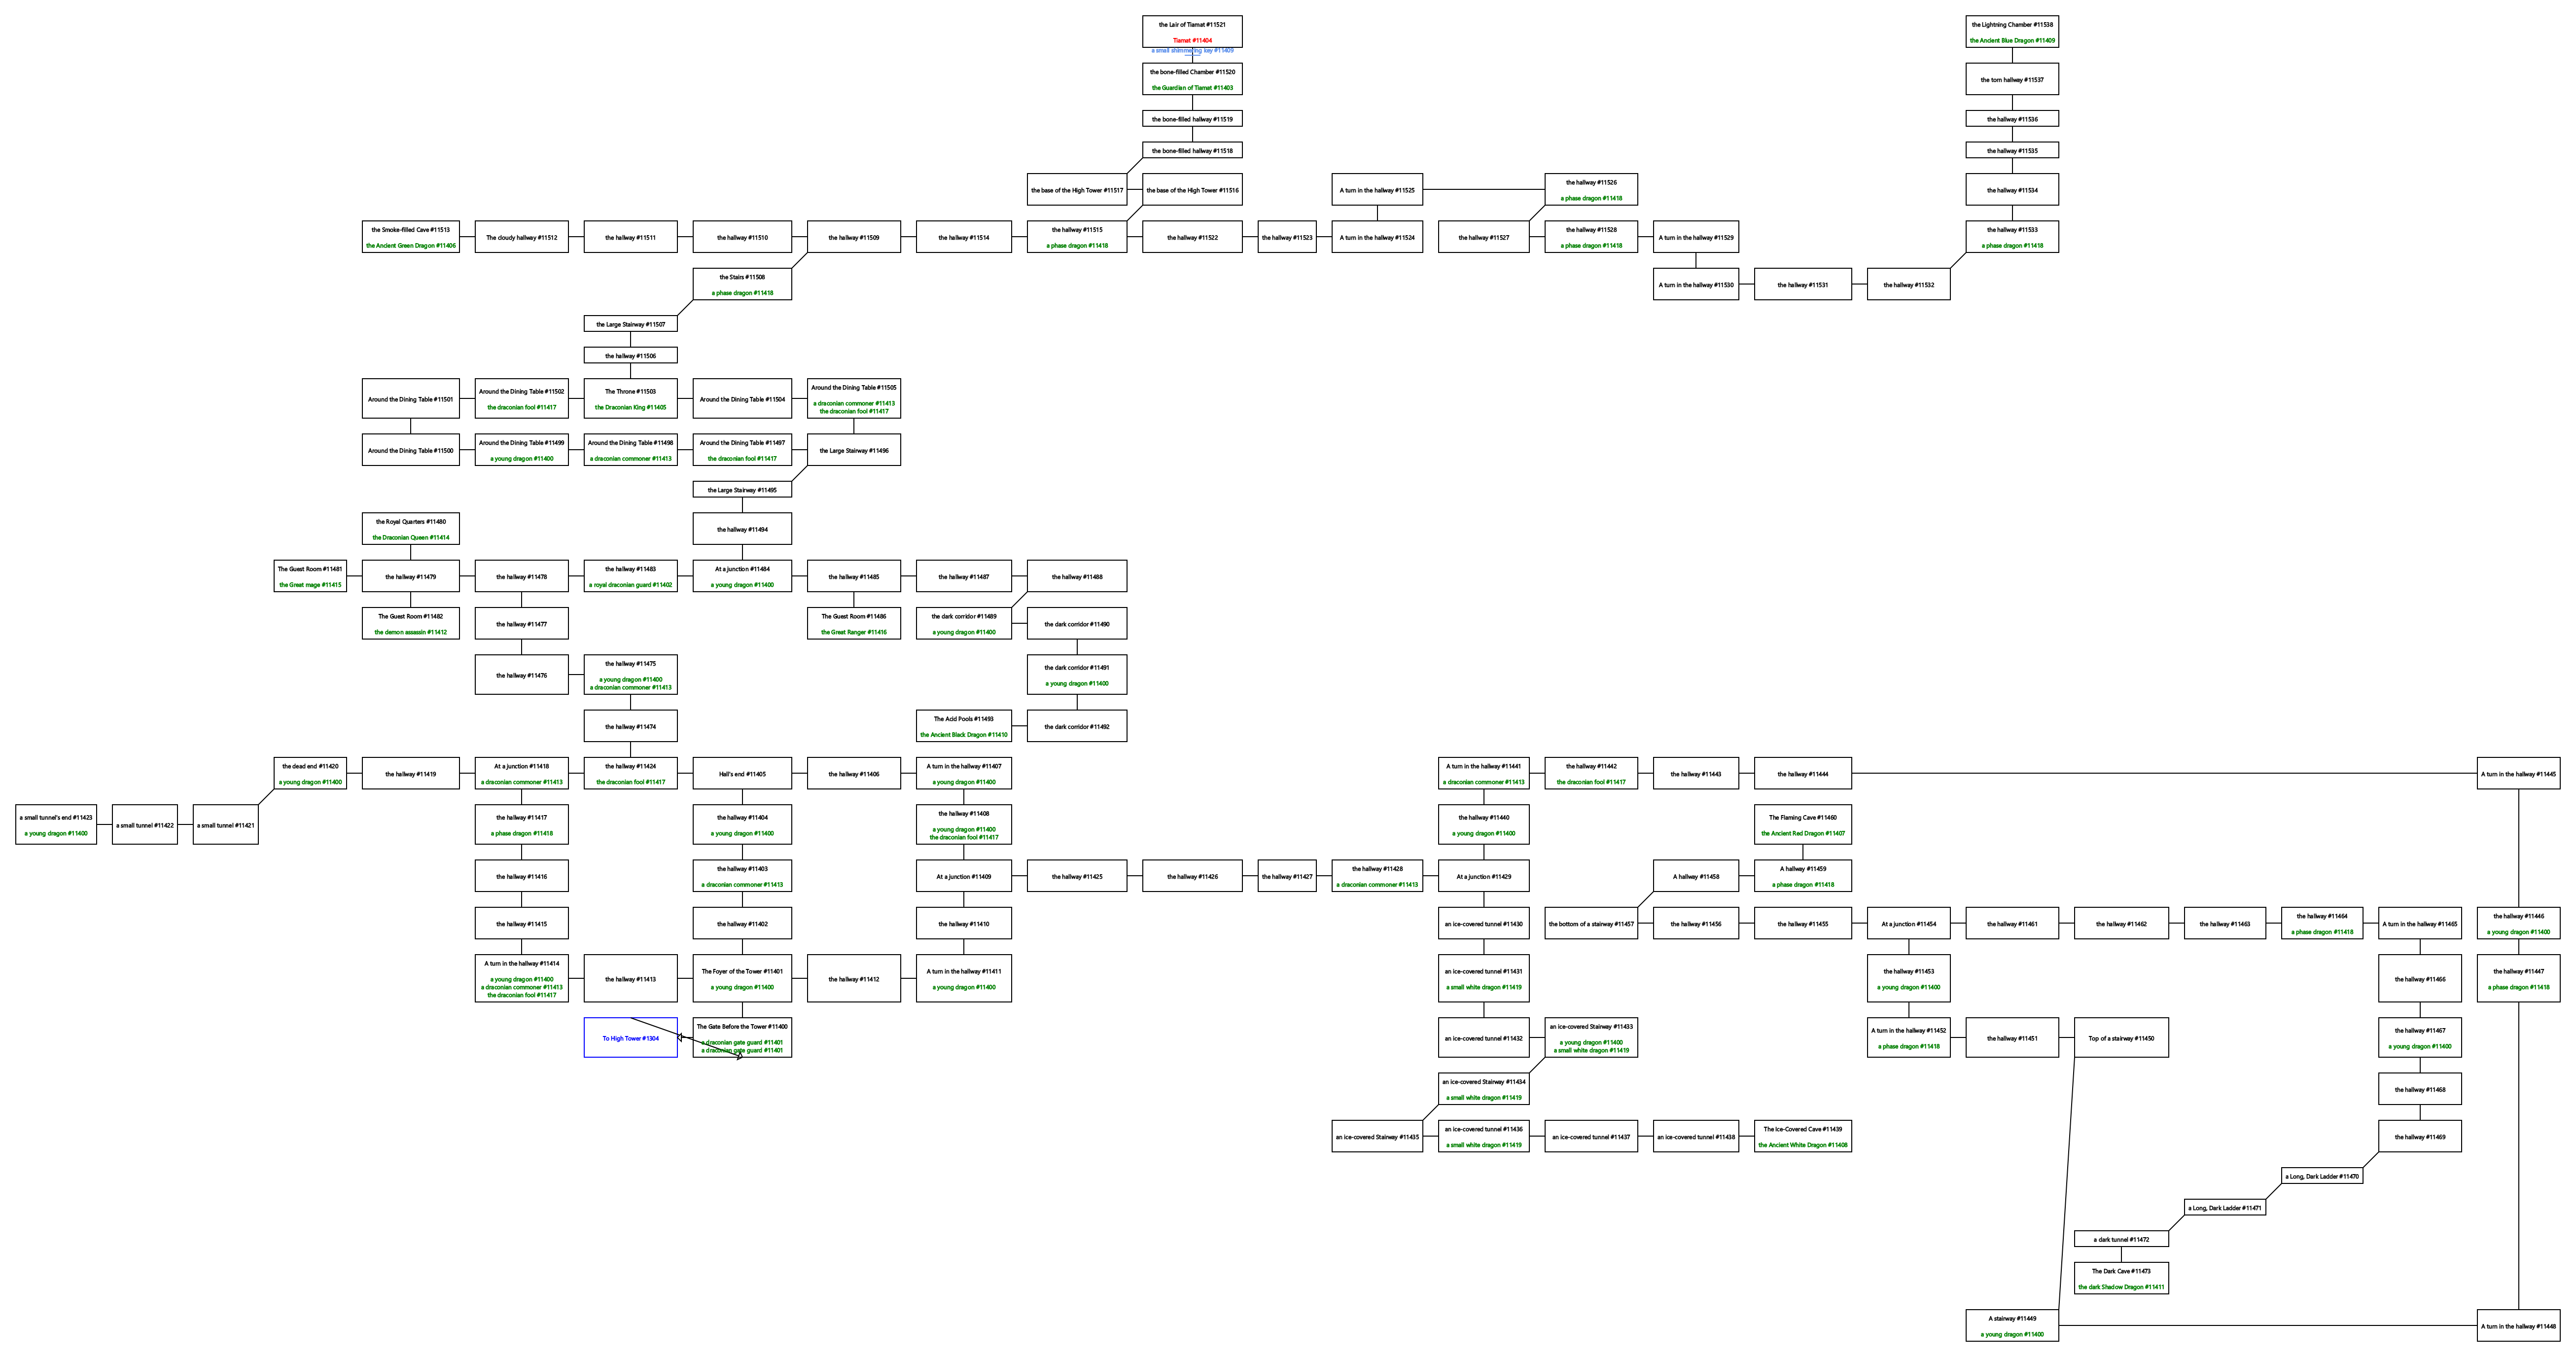 the Lair of Tiamat #11521
Tiamat #11404
a small shimmering key #11409
the Lightning Chamber #11538
the Ancient Blue Dragon #11409
the bone-filled Chamber #11520
the Guardian of Tiamat #11403
the torn hallway #11537
the bone-filled hallway #11519
the hallway #11536
the bone-filled hallway #11518
the hallway #11535
the base of the High Tower #11517
the base of the High Tower #11516
A turn in the hallway #11525
the hallway #11526
a phase dragon #11418
the hallway #11534
the Smoke-filled Cave #11513
the Ancient Green Dragon #11406
The cloudy hallway #11512
the hallway #11511
the hallway #11510
the hallway #11509
the hallway #11514
the hallway #11515
a phase dragon #11418
the hallway #11522
the hallway #11523
A turn in the hallway #11524
the hallway #11527
the hallway #11528
a phase dragon #11418
A turn in the hallway #11529
the hallway #11533
a phase dragon #11418
the Stairs #11508
a phase dragon #11418
A turn in the hallway #11530
the hallway #11531
the hallway #11532
the Large Stairway #11507
the hallway #11506
Around the Dining Table #11501
Around the Dining Table #11502
the draconian fool #11417
The Throne #11503
the Draconian King #11405
Around the Dining Table #11504
Around the Dining Table #11505
a draconian commoner #11413
the draconian fool #11417
Around the Dining Table #11500
Around the Dining Table #11499
a young dragon #11400
Around the Dining Table #11498
a draconian commoner #11413
Around the Dining Table #11497
the draconian fool #11417
the Large Stairway #11496
the Large Stairway #11495
the Royal Quarters #11480
the Draconian Queen #11414
the hallway #11494
The Guest Room #11481
the Great mage #11415
the hallway #11479
the hallway #11478
the hallway #11483
a royal draconian guard #11402
At a junction #11484
a young dragon #11400
the hallway #11485
the hallway #11487
the hallway #11488
The Guest Room #11482
the demon assassin #11412
the hallway #11477
The Guest Room #11486
the Great Ranger #11416
the dark corridor #11489
a young dragon #11400
the dark corridor #11490
the hallway #11476
the hallway #11475
a young dragon #11400
a draconian commoner #11413
the dark corridor #11491
a young dragon #11400
the hallway #11474
The Acid Pools #11493
the Ancient Black Dragon #11410
the dark corridor #11492
the dead end #11420
a young dragon #11400
the hallway #11419
At a junction #11418
a draconian commoner #11413
the hallway #11424
the draconian fool #11417
Hall's end #11405
the hallway #11406
A turn in the hallway #11407
a young dragon #11400
A turn in the hallway #11441
a draconian commoner #11413
the hallway #11442
the draconian fool #11417
the hallway #11443
the hallway #11444
A turn in the hallway #11445
a small tunnel's end #11423
a young dragon #11400
a small tunnel #11422
a small tunnel #11421
the hallway #11417
a phase dragon #11418
the hallway #11404
a young dragon #11400
the hallway #11408
a young dragon #11400
the draconian fool #11417
the hallway #11440
a young dragon #11400
The Flaming Cave #11460
the Ancient Red Dragon #11407
the hallway #11416
the hallway #11403
a draconian commoner #11413
At a junction #11409
the hallway #11425
the hallway #11426
the hallway #11427
the hallway #11428
a draconian commoner #11413
At a junction #11429
A hallway #11458
A hallway #11459
a phase dragon #11418
the hallway #11415
the hallway #11402
the hallway #11410
an ice-covered tunnel #11430
the bottom of a stairway #11457
the hallway #11456
the hallway #11455
At a junction #11454
the hallway #11461
the hallway #11462
the hallway #11463
the hallway #11464
a phase dragon #11418
A turn in the hallway #11465
the hallway #11446
a young dragon #11400
A turn in the hallway #11414
a young dragon #11400
a draconian commoner #11413
the draconian fool #11417
the hallway #11413
The Foyer of the Tower #11401
a young dragon #11400
the hallway #11412
A turn in the hallway #11411
a young dragon #11400
an ice-covered tunnel #11431
a small white dragon #11419
the hallway #11453
a young dragon #11400
the hallway #11466
the hallway #11447
a phase dragon #11418
To High Tower #1304
The Gate Before the Tower #11400
a draconian gate guard #11401
a draconian gate guard #11401
an ice-covered tunnel #11432
an ice-covered Stairway #11433
a young dragon #11400
a small white dragon #11419
A turn in the hallway #11452
a phase dragon #11418
the hallway #11451
Top of a stairway #11450
the hallway #11467
a young dragon #11400
an ice-covered Stairway #11434
a small white dragon #11419
the hallway #11468
an ice-covered Stairway #11435
an ice-covered tunnel #11436
a small white dragon #11419
an ice-covered tunnel #11437
an ice-covered tunnel #11438
The Ice-Covered Cave #11439
the Ancient White Dragon #11408
the hallway #11469
a Long, Dark Ladder #11470
a Long, Dark Ladder #11471
a dark tunnel #11472
The Dark Cave #11473
the dark Shadow Dragon #11411
A stairway #11449
a young dragon #11400
A turn in the hallway #11448